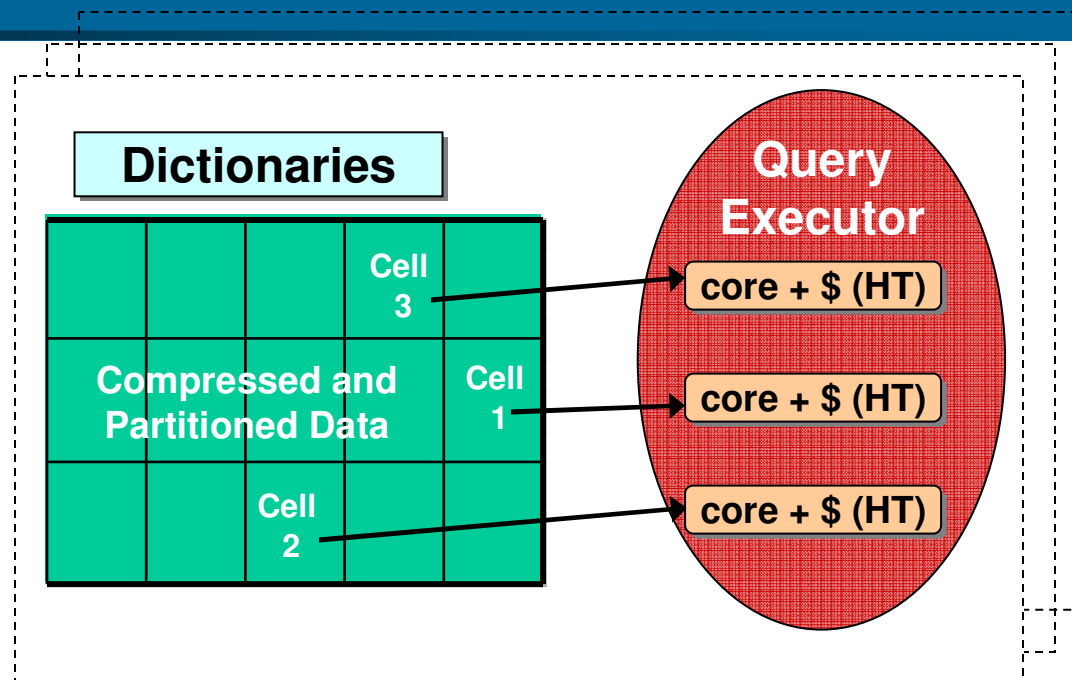 Dictionaries
Query
Executor
Cell
3
core + $ (HT)
Compressed and
Partitioned Data
Cell
1
core + $ (HT)
Cell
2
core + $ (HT)